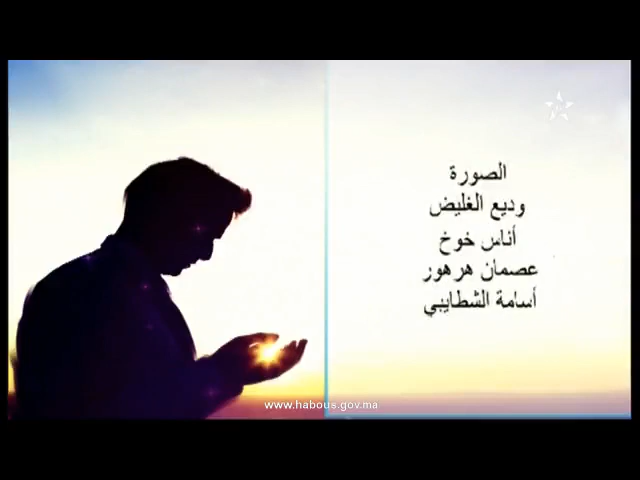 الصورة
وديع الغليض
أناس خوخ
عصمان هرهور
أسامة الشطايبي
www.habous.gov.ma